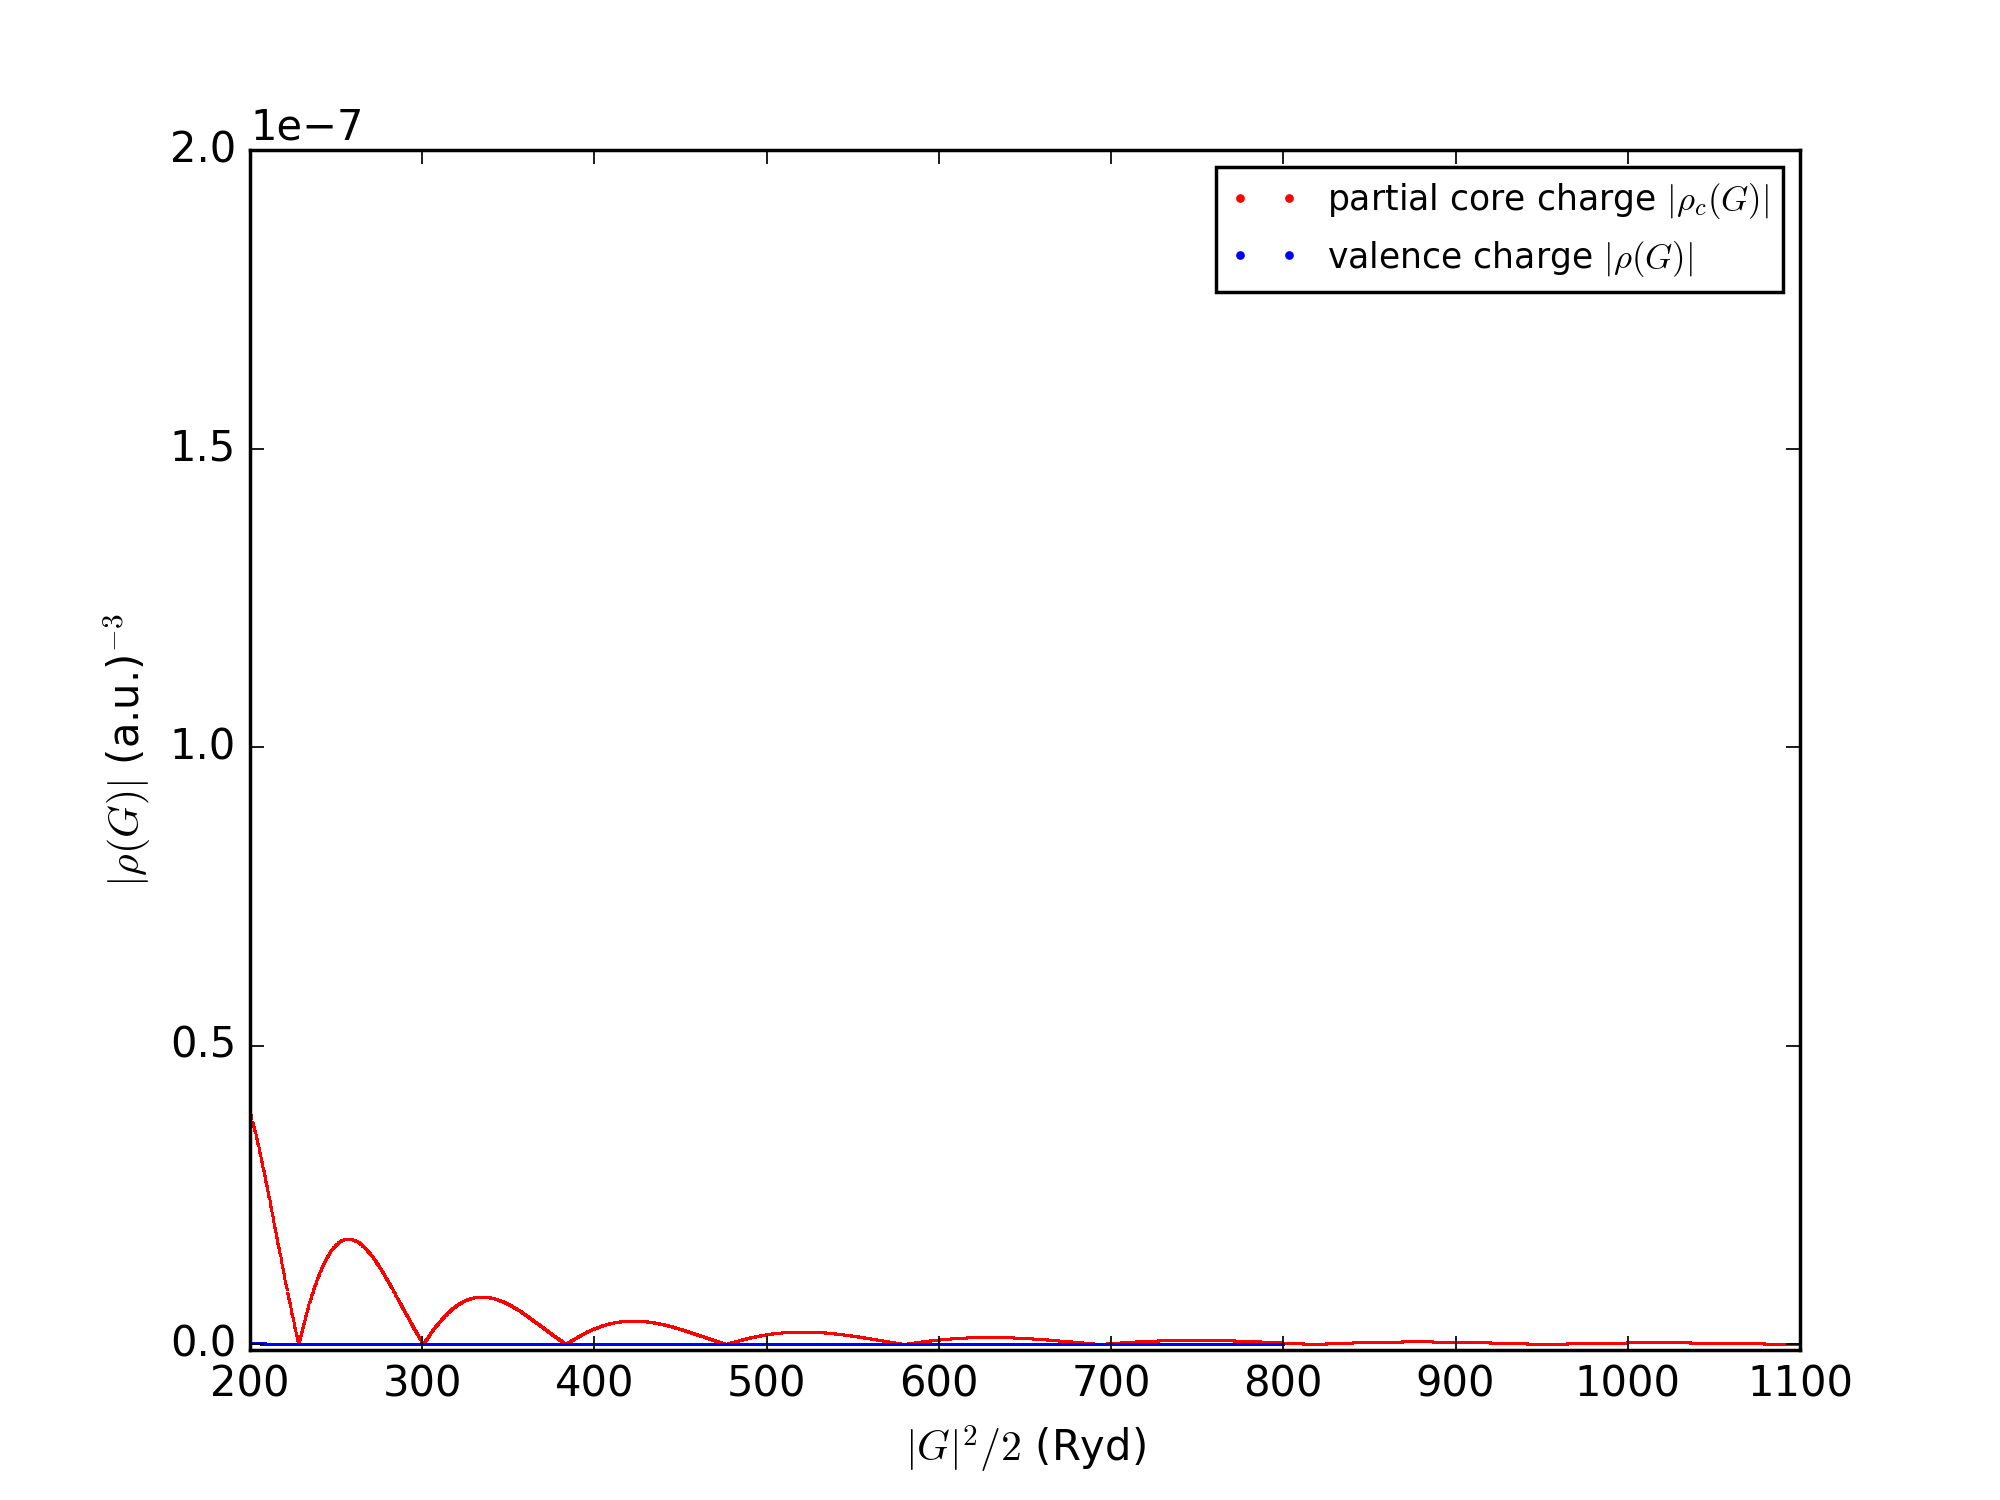 1e−7
2.0
1.5
1.0
0.5
0.0
200 300 400 500 600 700 800 900 1000 1100
|G|²/2 (Ryd)
|ρ(G)| (a.u.)⁻³
partial core charge |ρ_c(G)|
valence charge |ρ(G)|